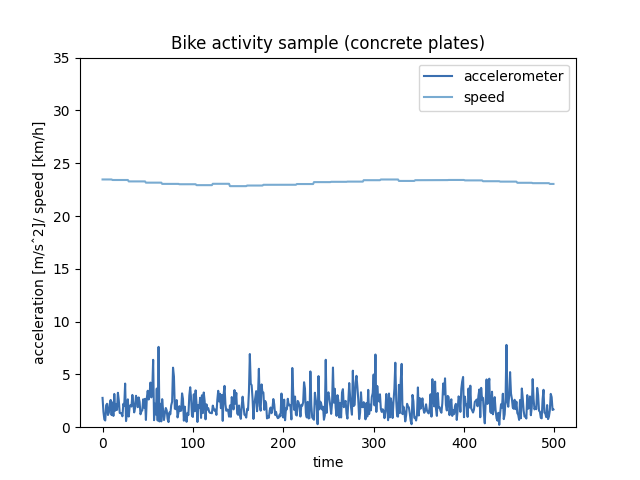 Bike activity sample (concrete plates)
accelerometer
speed
35
30
25
20
15
10
5
0
acceleration [m/s^2]/ speed [km/h]
0 100 200 300 400 500
time